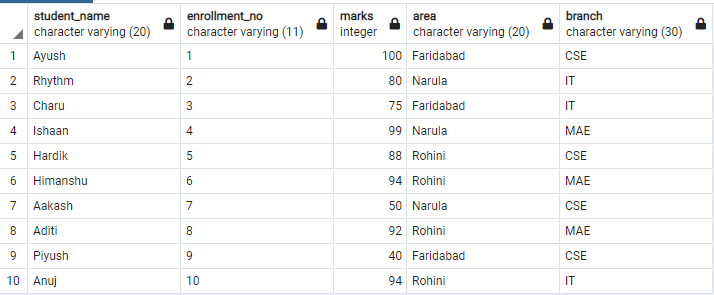 student_name enrollment_no marks area branch
character varying (20) character varying (11) integer character varying (20) character varying (30)
1 Ayush 1 100 Faridabad CSE
2 Rhythm 2 80 Narula IT
3 Charu 3 75 Faridabad IT
4 Ishaan 4 99 Narula MAE
5 Hardik 5 88 Rohini CSE
6 Himanshu 6 94 Rohini MAE
7 Aakash 7 50 Narula CSE
8 Aditi 8 92 Rohini MAE
9 Piyush 9 40 Faridabad CSE
10 Anuj 10 94 Rohini IT